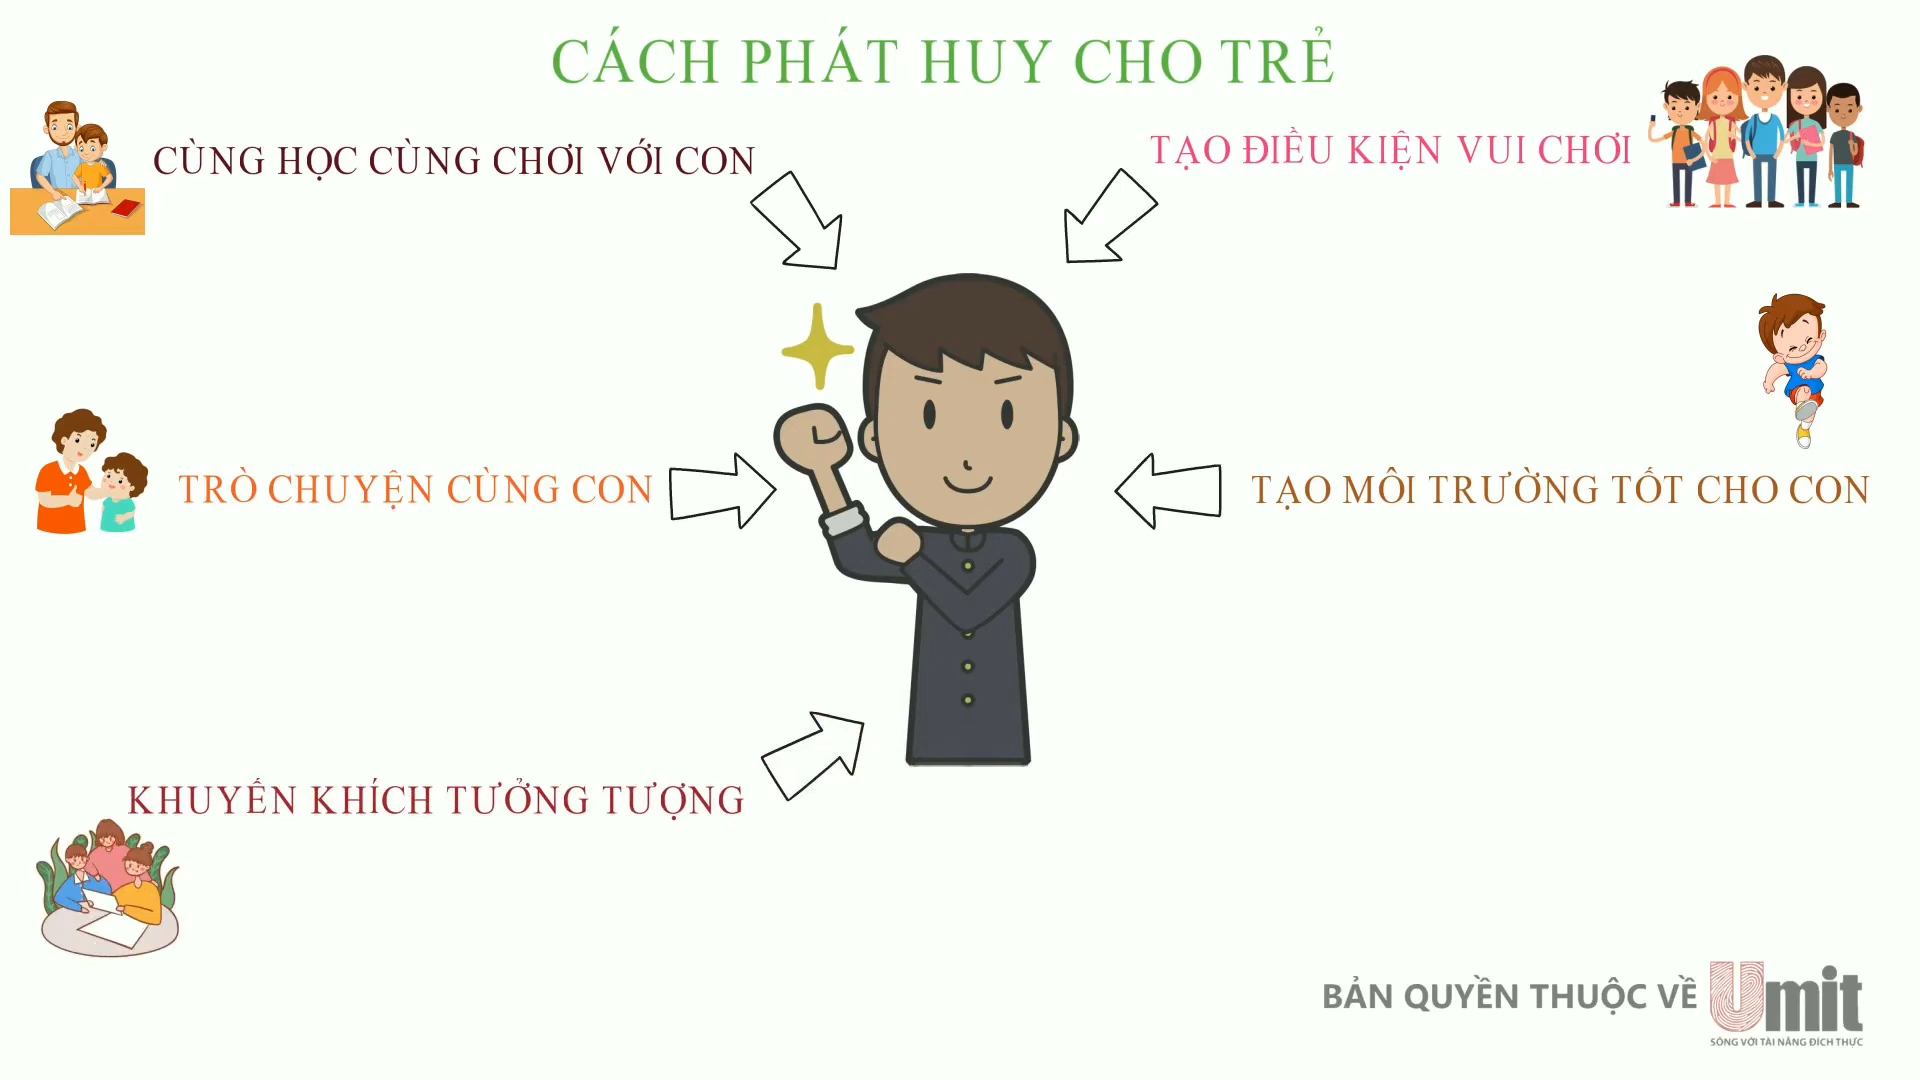 CÁCH PHÁT HUY CHO TRẺ
CÙNG HỌC CÙNG CHƠI VỚI CON
TẠO ĐIỀU KIỆN VUI CHƠI
TRÒ CHUYỆN CÙNG CON
TẠO MÔI TRƯỜNG TỐT CHO CON
KHUYẾN KHÍCH TƯỞNG TƯỢNG
BẢN QUYỀN THUỘC VỀ Umit
SỐNG VỚI TÀI NĂNG ĐÍCH THỰC